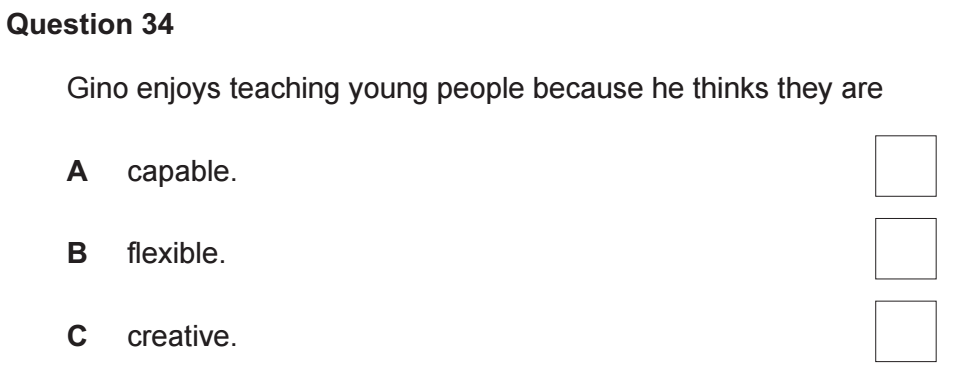 Question 34
Gino enjoys teaching young people because he thinks they are
A capable.
B flexible.
C creative.